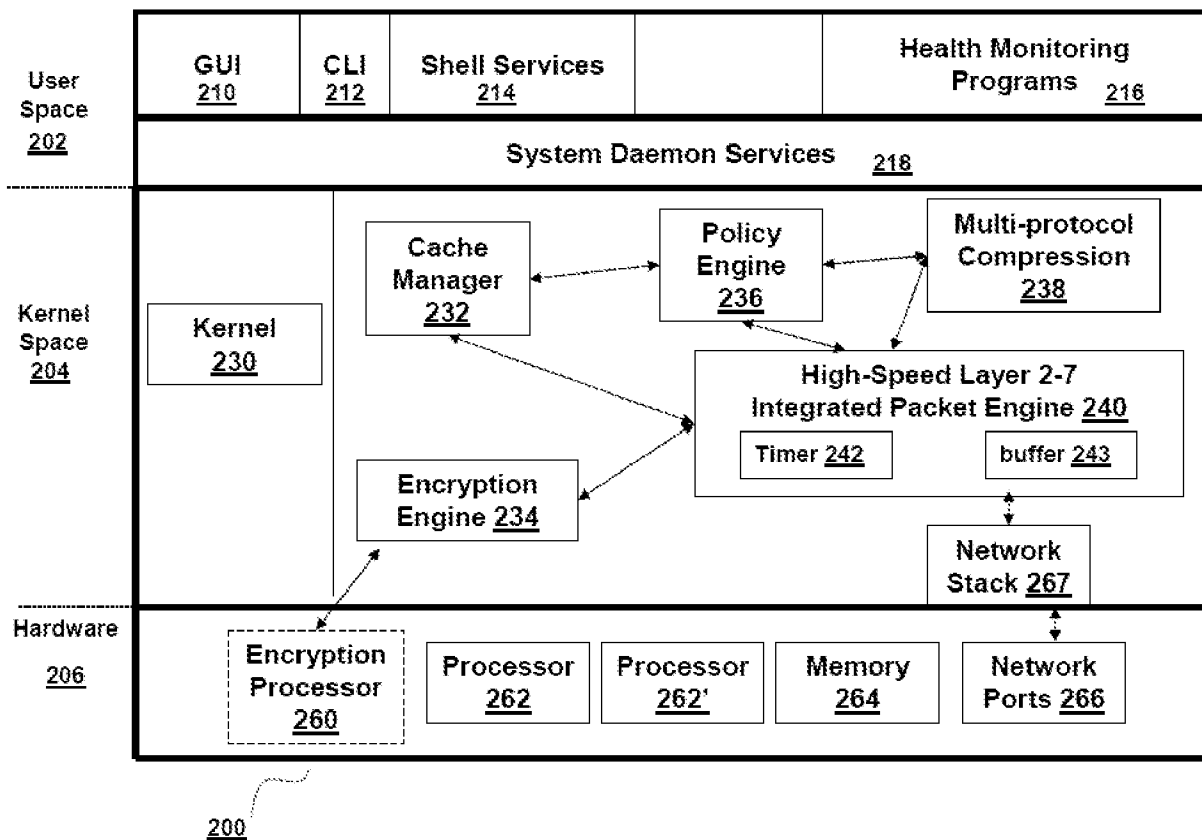 User
Space
202
GUI
210
CLI
212
Shell Services
214
Health Monitoring
Programs 216
System Daemon Services 218
Kernel
Space
204
Kernel
230
Cache
Manager
232
Policy
Engine
236
Multi-protocol
Compression
238
High-Speed Layer 2-7
Integrated Packet Engine 240
Timer 242
buffer 243
Encryption
Engine 234
Network
Stack 267
Hardware
206
Encryption
Processor
260
Processor
262
Processor
262'
Memory
264
Network
Ports 266
200